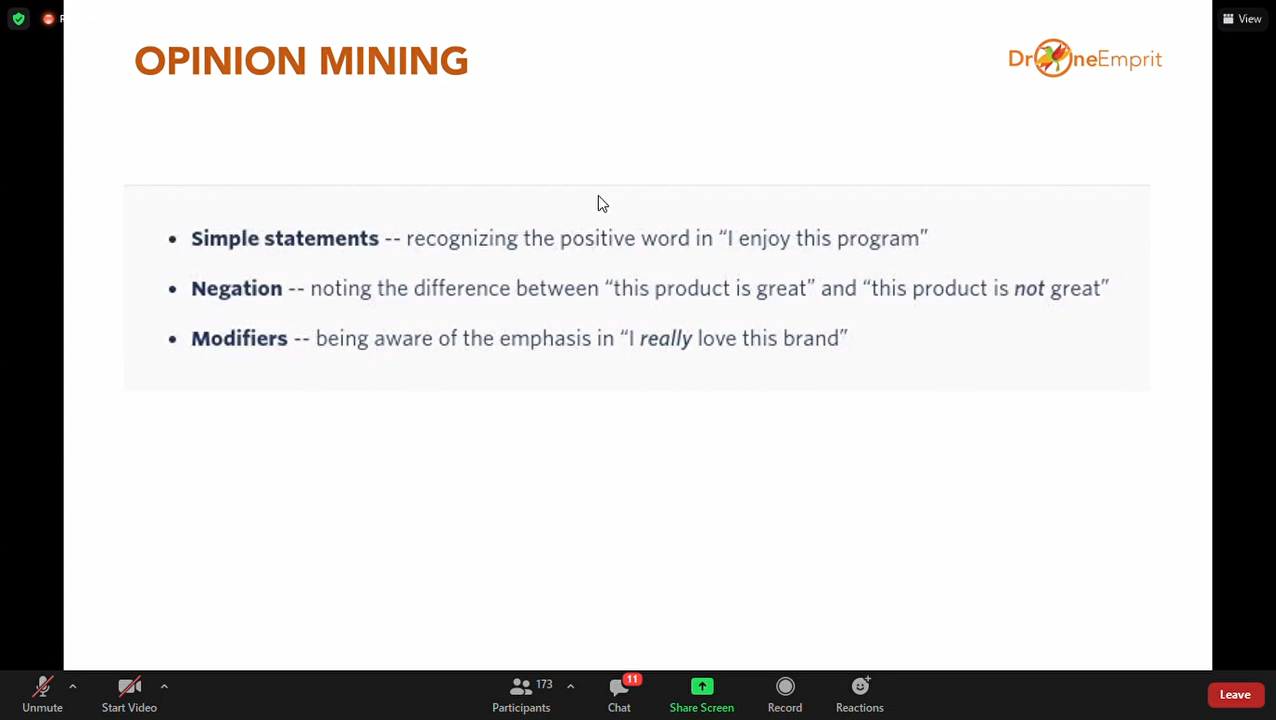 View
OPINION MINING
DroneEmprit
• Simple statements -- recognizing the positive word in “I enjoy this program”
• Negation -- noting the difference between “this product is great” and “this product is not great”
• Modifiers -- being aware of the emphasis in “I really love this brand”
Unmute
Start Video
173
Participants
11
Chat
Share Screen
Record
Reactions
Leave